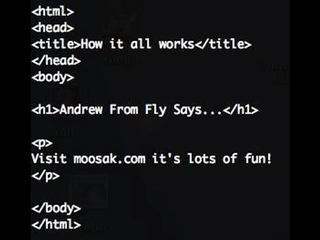 <html>
<head>
<title>How it all works</title>
</head>
<body>
<h1>Andrew From Fly Says...</h1>
<p>
Visit moosak.com it's lots of fun!
</p>
</body>
</html>